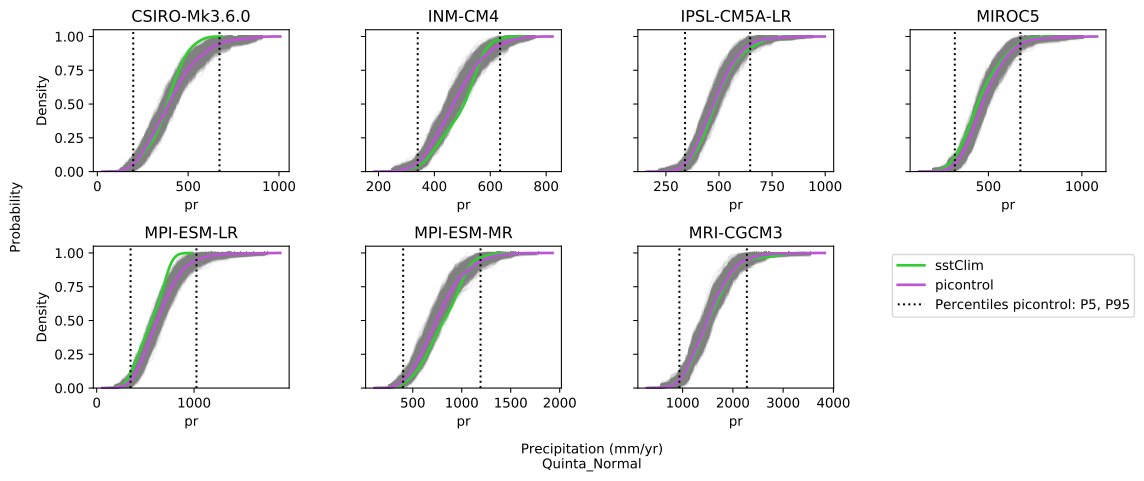 CSIRO-Mk3.6.0
INM-CM4
IPSL-CM5A-LR
MIROC5
1.00
0.75
0.50
0.25
0.00
Density
0 500 1000
pr
200 400 600 800
pr
250 500 750 1000
pr
500 1000
pr
Probability
MPI-ESM-LR
MPI-ESM-MR
MRI-CGCM3
1.00
0.75
0.50
0.25
0.00
Density
0 1000
pr
500 1000 1500 2000
pr
1000 2000 3000 4000
pr
sstClim
picontrol
Percentiles picontrol: P5, P95
Precipitation (mm/yr)
Quinta_Normal